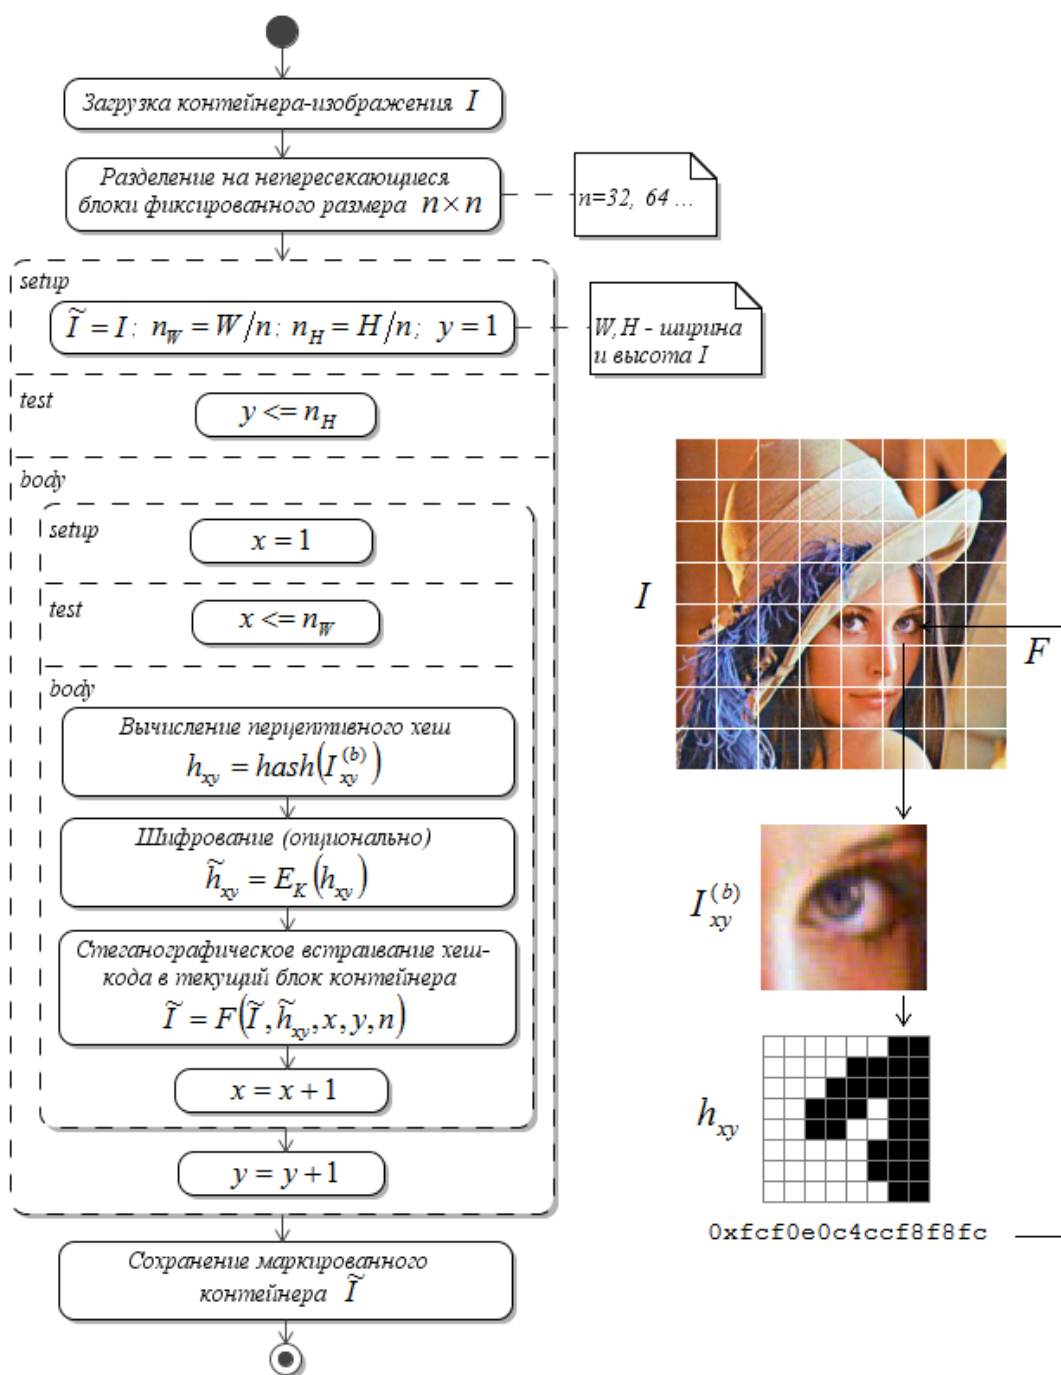 Загрузка контейнера-изображения I
Разделение на непересекающиеся
блоки фиксированного размера n×n
n=32, 64 ...
setup
Ĩ = I; n_W = W/n; n_H = H/n; y = 1
W,H - ширина
и высота I
test
y <= n_H
body
setup
x = 1
test
x <= n_W
body
Вычисление перцептивного хеш
h_xy = hash(I_xy^(b))
Шифрование (опционально)
h̃_xy = E_K(h_xy)
Стеганографическое встраивание хеш-
кода в текущий блок контейнера
Ĩ = F(Ĩ, h̃_xy, x, y, n)
x = x + 1
y = y + 1
Сохранение маркированного
контейнера Ĩ
I
F
I_xy^(b)
h_xy
0xfcf0e0c4ccf8f8fc